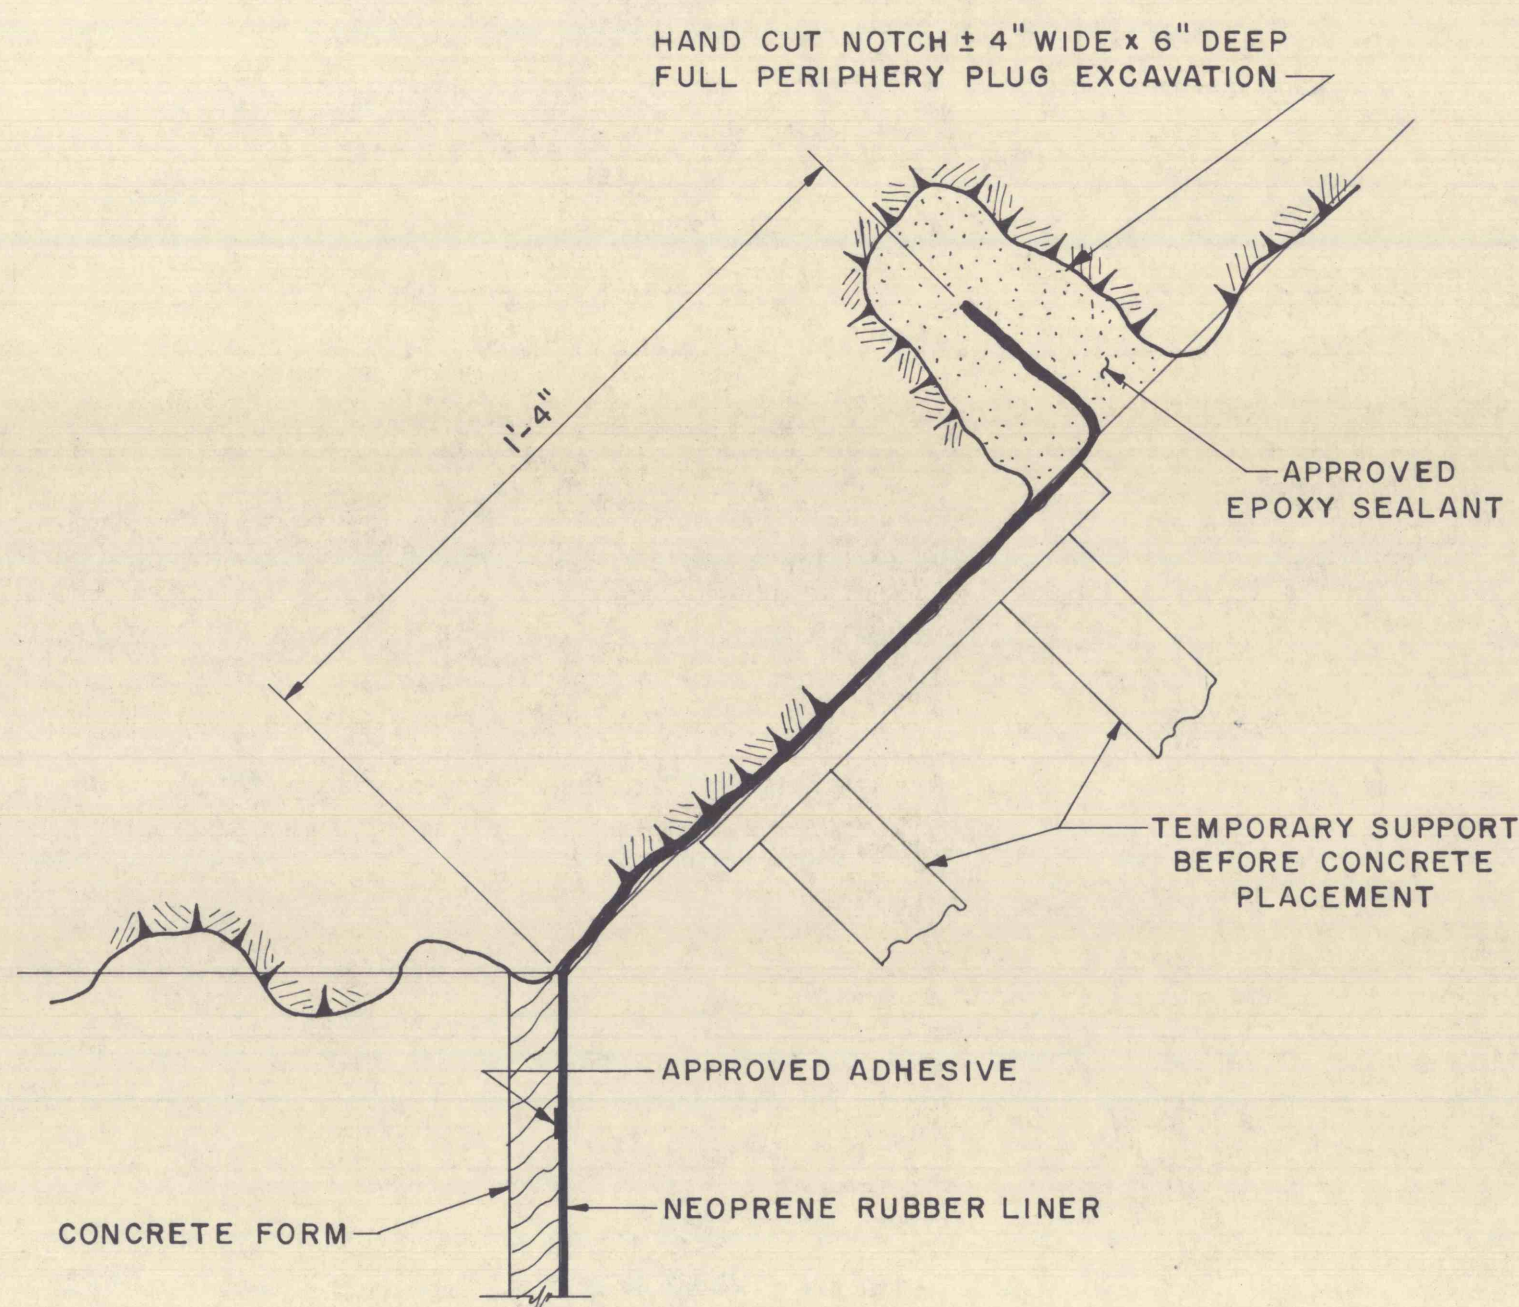 HAND CUT NOTCH ± 4" WIDE x 6" DEEP
FULL PERIPHERY PLUG EXCAVATION
1'-4"
APPROVED
EPOXY SEALANT
TEMPORARY SUPPORT
BEFORE CONCRETE
PLACEMENT
APPROVED ADHESIVE
NEOPRENE RUBBER LINER
CONCRETE FORM